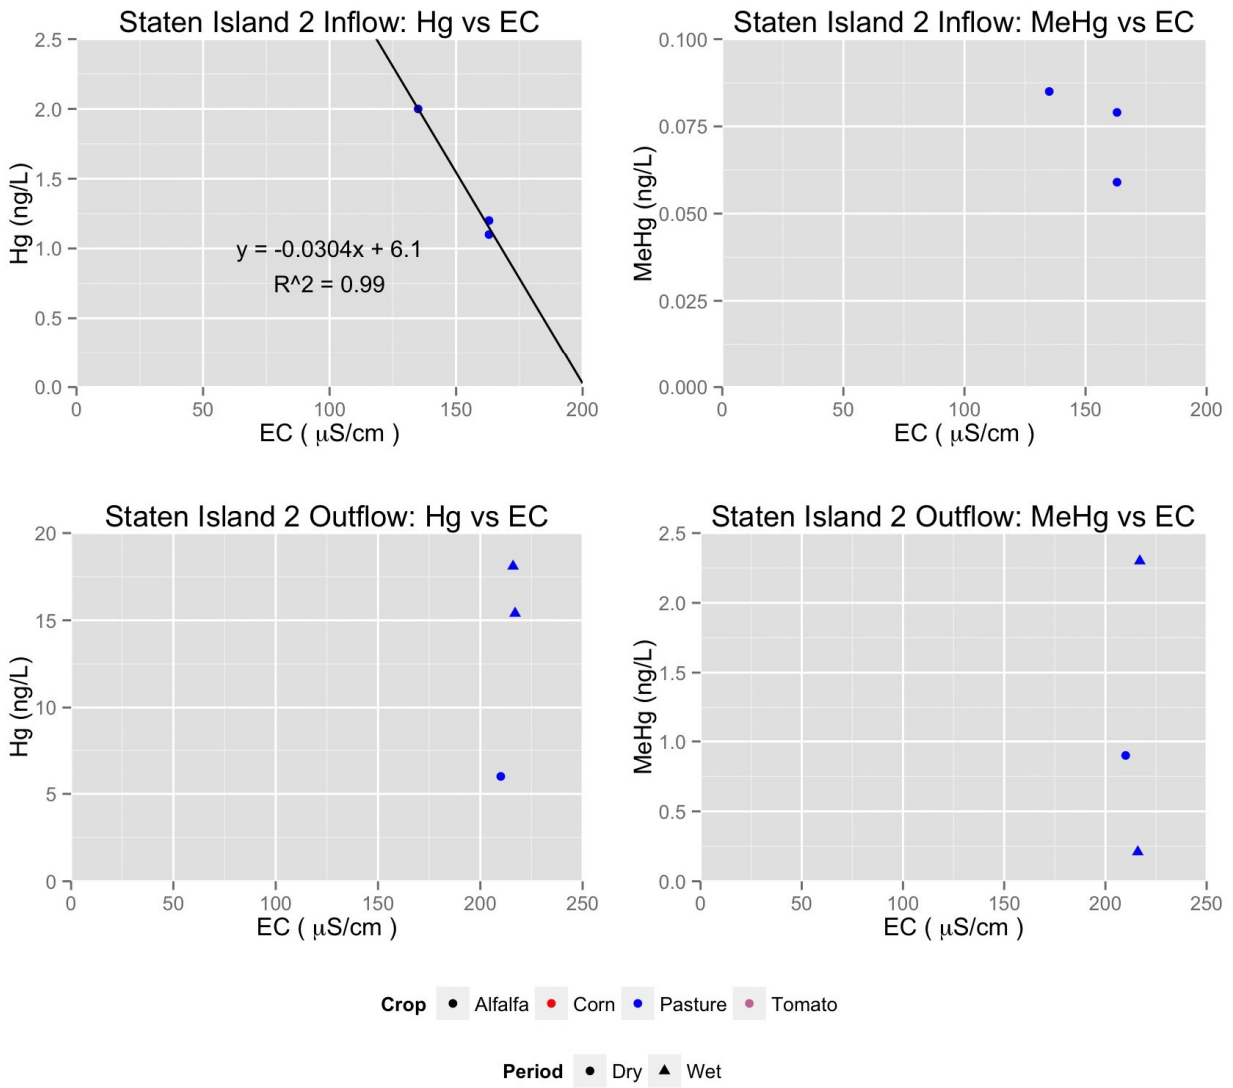 Staten Island 2 Inflow: Hg vs EC
2.5
2.0
1.5
1.0
0.5
0.0
Hg (ng/L)
y = -0.0304x + 6.1
R^2 = 0.99
0 50 100 150 200
EC ( μS/cm )
Staten Island 2 Inflow: MeHg vs EC
0.100
0.075
0.050
0.025
0.000
MeHg (ng/L)
0 50 100 150 200
EC ( μS/cm )
Staten Island 2 Outflow: Hg vs EC
20
15
10
5
0
Hg (ng/L)
0 50 100 150 200 250
EC ( μS/cm )
Staten Island 2 Outflow: MeHg vs EC
2.5
2.0
1.5
1.0
0.5
0.0
MeHg (ng/L)
0 50 100 150 200 250
EC ( μS/cm )
Crop Alfalfa Corn Pasture Tomato
Period Dry Wet